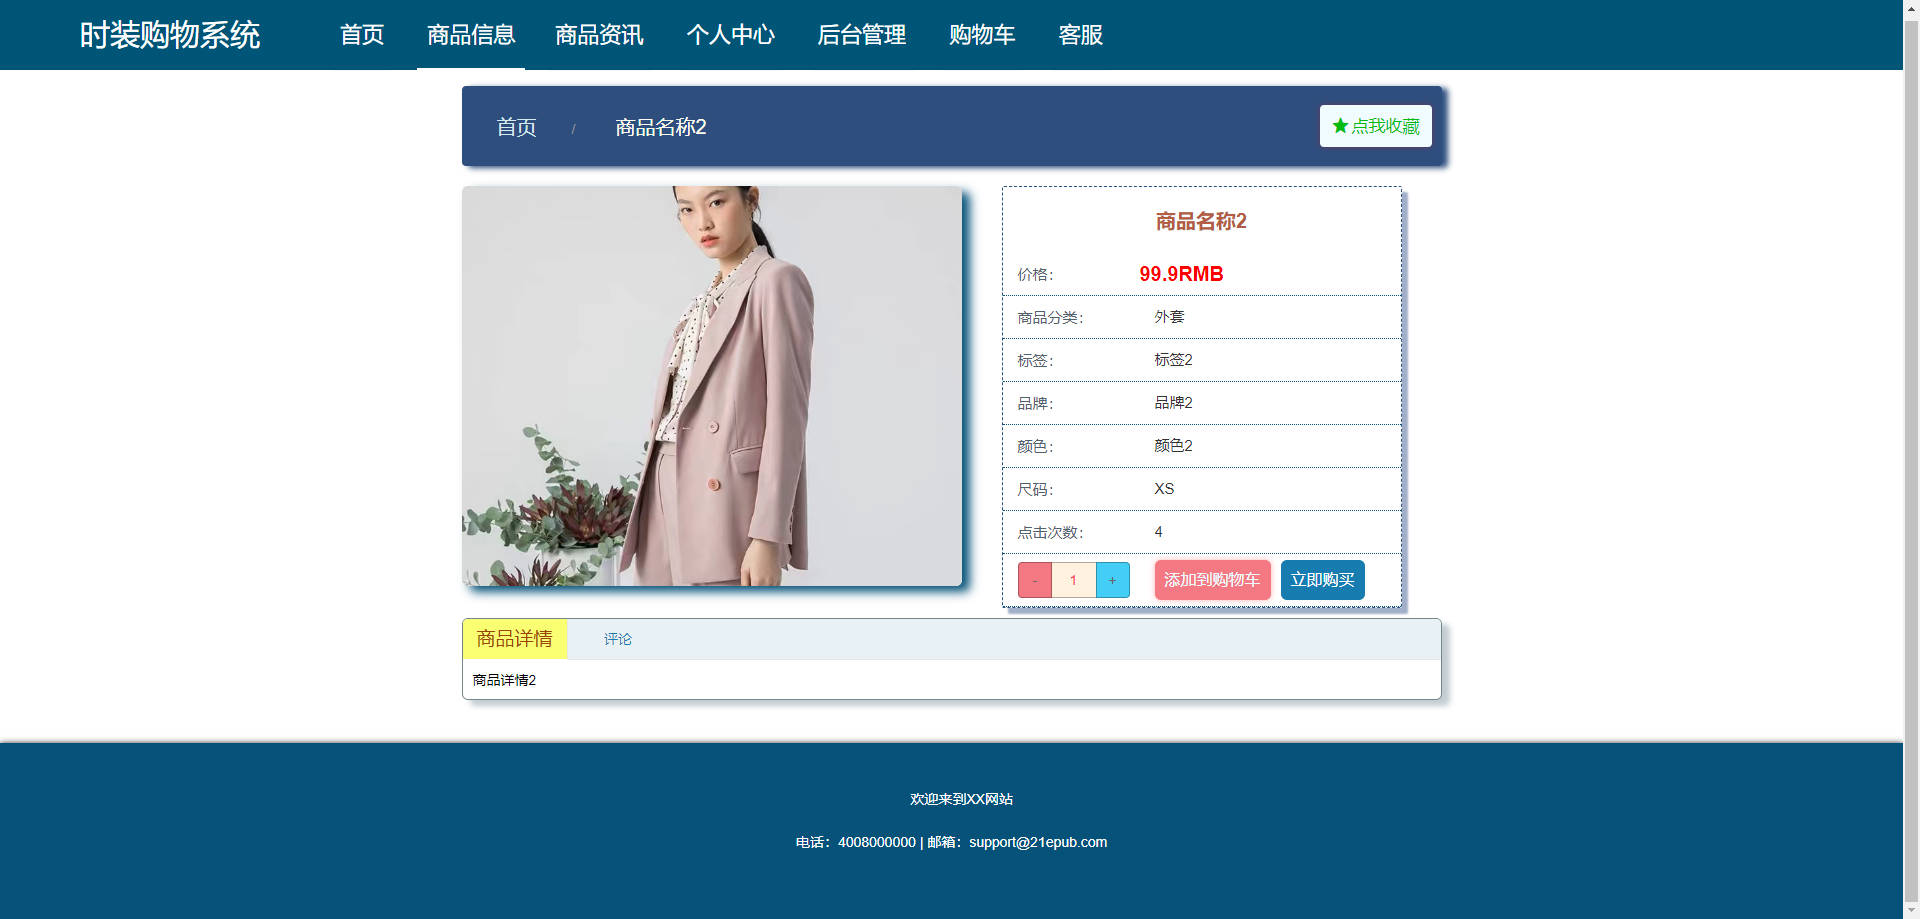 时装购物系统 首页 商品信息 商品资讯 个人中心 后台管理 购物车 客服
首页 / 商品名称2 ★点我收藏
商品名称2
价格： 99.9RMB
商品分类： 外套
标签： 标签2
品牌： 品牌2
颜色： 颜色2
尺码： XS
点击次数： 4
- 1 + 添加到购物车 立即购买
商品详情 评论
商品详情2
欢迎来到XX网站
电话：4008000000 | 邮箱：support@21epub.com